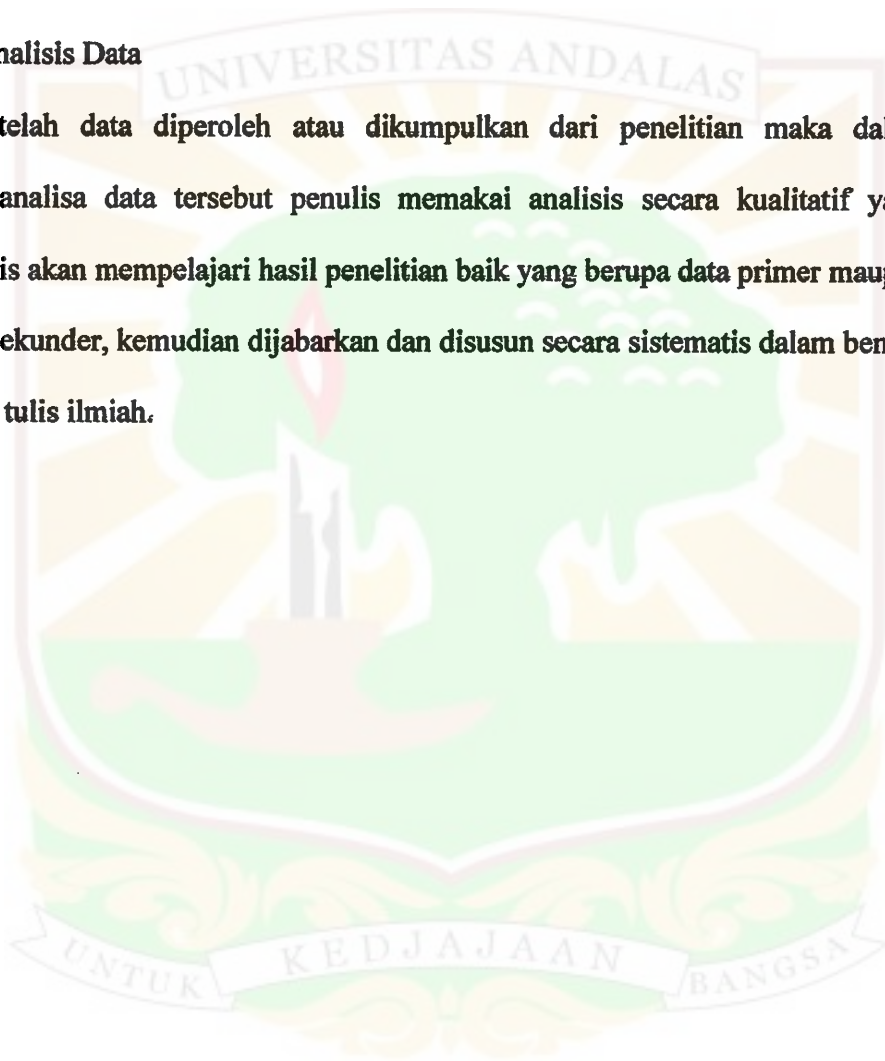 nalisis Data
UNIVERSITAS ANDALAS
telah data diperoleh atau dikumpulkan dari penelitian maka dal
analisa data tersebut penulis memakai analisis secara kualitatif ya
is akan mempelajari hasil penelitian baik yang berupa data primer maup
ekunder, kemudian dijabarkan dan disusun secara sistematis dalam ben
tulis ilmiah.
UNTUK KEDJAJAAN BANGSA